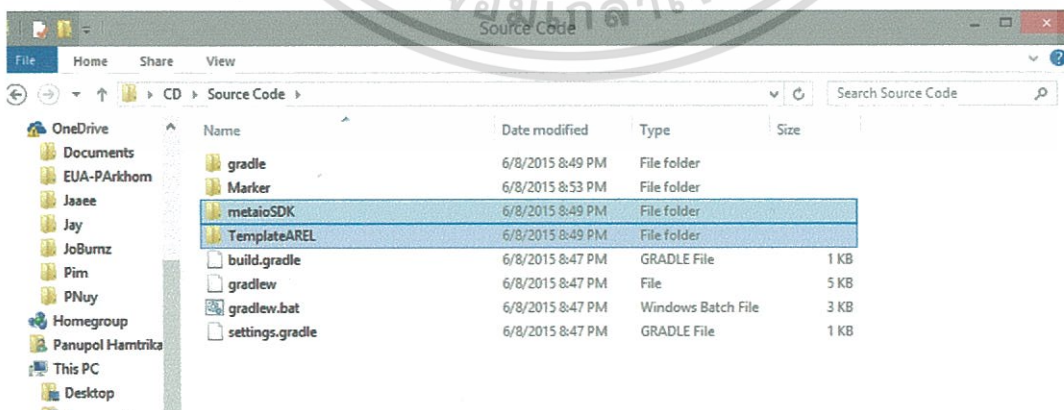 Source Code
File Home Share View
CD Source Code
Search Source Code
Name Date modified Type Size
OneDrive
Documents
EUA-PArkhom
Jaaee
Jay
JoBurnz
Pim
PNuy
Homegroup
Panupol Hamtrika
This PC
Desktop
gradle 6/8/2015 8:49 PM File folder
Marker 6/8/2015 8:53 PM File folder
metaioSDK 6/8/2015 8:49 PM File folder
TemplateAREL 6/8/2015 8:49 PM File folder
build.gradle 6/8/2015 8:47 PM GRADLE File 1 KB
gradlew 6/8/2015 8:47 PM File 5 KB
gradlew.bat 6/8/2015 8:47 PM Windows Batch File 3 KB
settings.gradle 6/8/2015 8:47 PM GRADLE File 1 KB